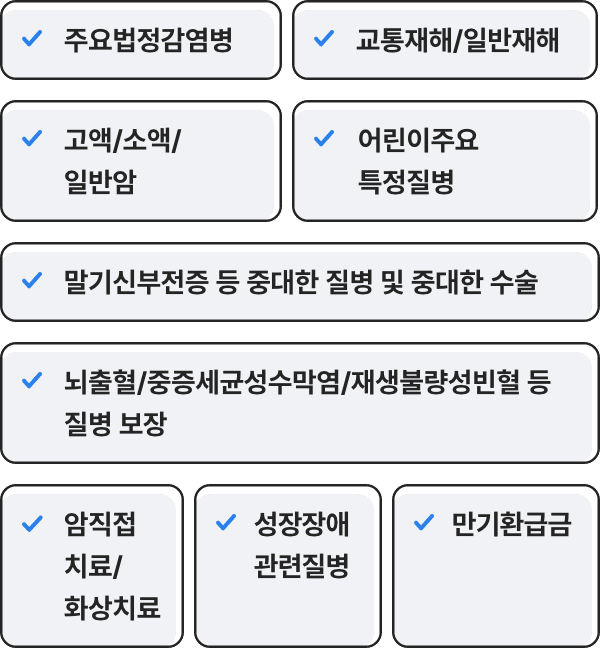 주요법정감염병
교통재해/일반재해
고액/소액/
일반암
어린이주요
특정질병
말기신부전증 등 중대한 질병 및 중대한 수술
뇌출혈/중증세균성수막염/재생불량성빈혈 등
질병 보장
암직접
치료/
화상치료
성장장애
관련질병
만기환급금